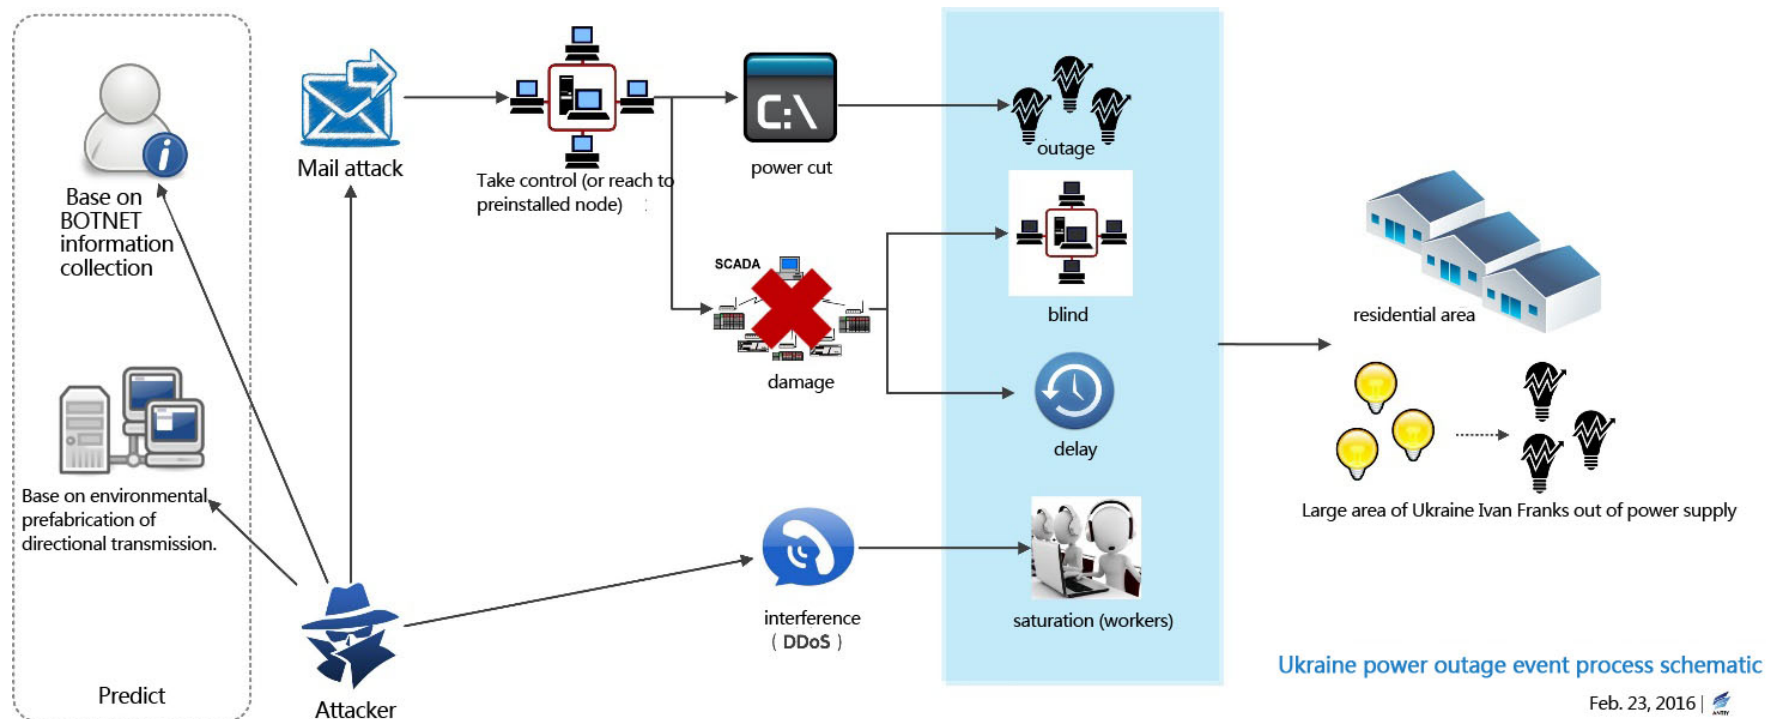 Base on
BOTNET
information
collection
Base on environmental
prefabrication of
directional transmission.
Predict
Attacker
Mail attack
Take control (or reach to
preinstalled node)
C:\
power cut
SCADA
damage
interference
( DDoS )
outage
blind
delay
saturation (workers)
residential area
Large area of Ukraine Ivan Franks out of power supply
Ukraine power outage event process schematic
Feb. 23, 2016 |
ANTIY